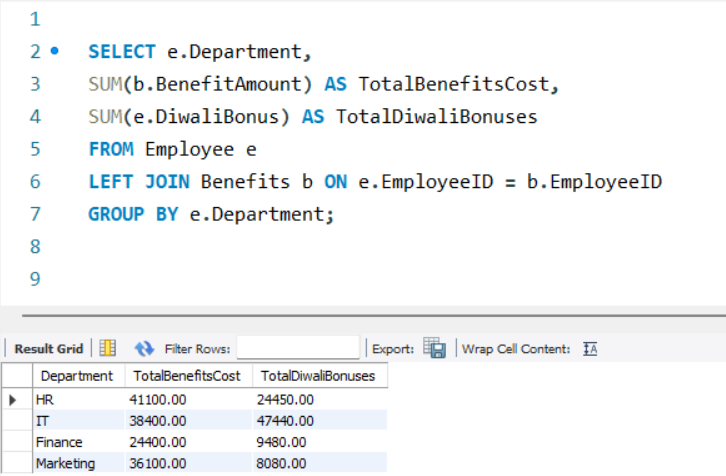 1
2 SELECT e.Department,
3 SUM(b.BenefitAmount) AS TotalBenefitsCost,
4 SUM(e.DiwaliBonus) AS TotalDiwaliBonuses
5 FROM Employee e
6 LEFT JOIN Benefits b ON e.EmployeeID = b.EmployeeID
7 GROUP BY e.Department;
8
9
Result Grid Filter Rows: Export: Wrap Cell Content: IA
Department TotalBenefitsCost TotalDiwaliBonuses
HR 41100.00 24450.00
IT 38400.00 47440.00
Finance 24400.00 9480.00
Marketing 36100.00 8080.00